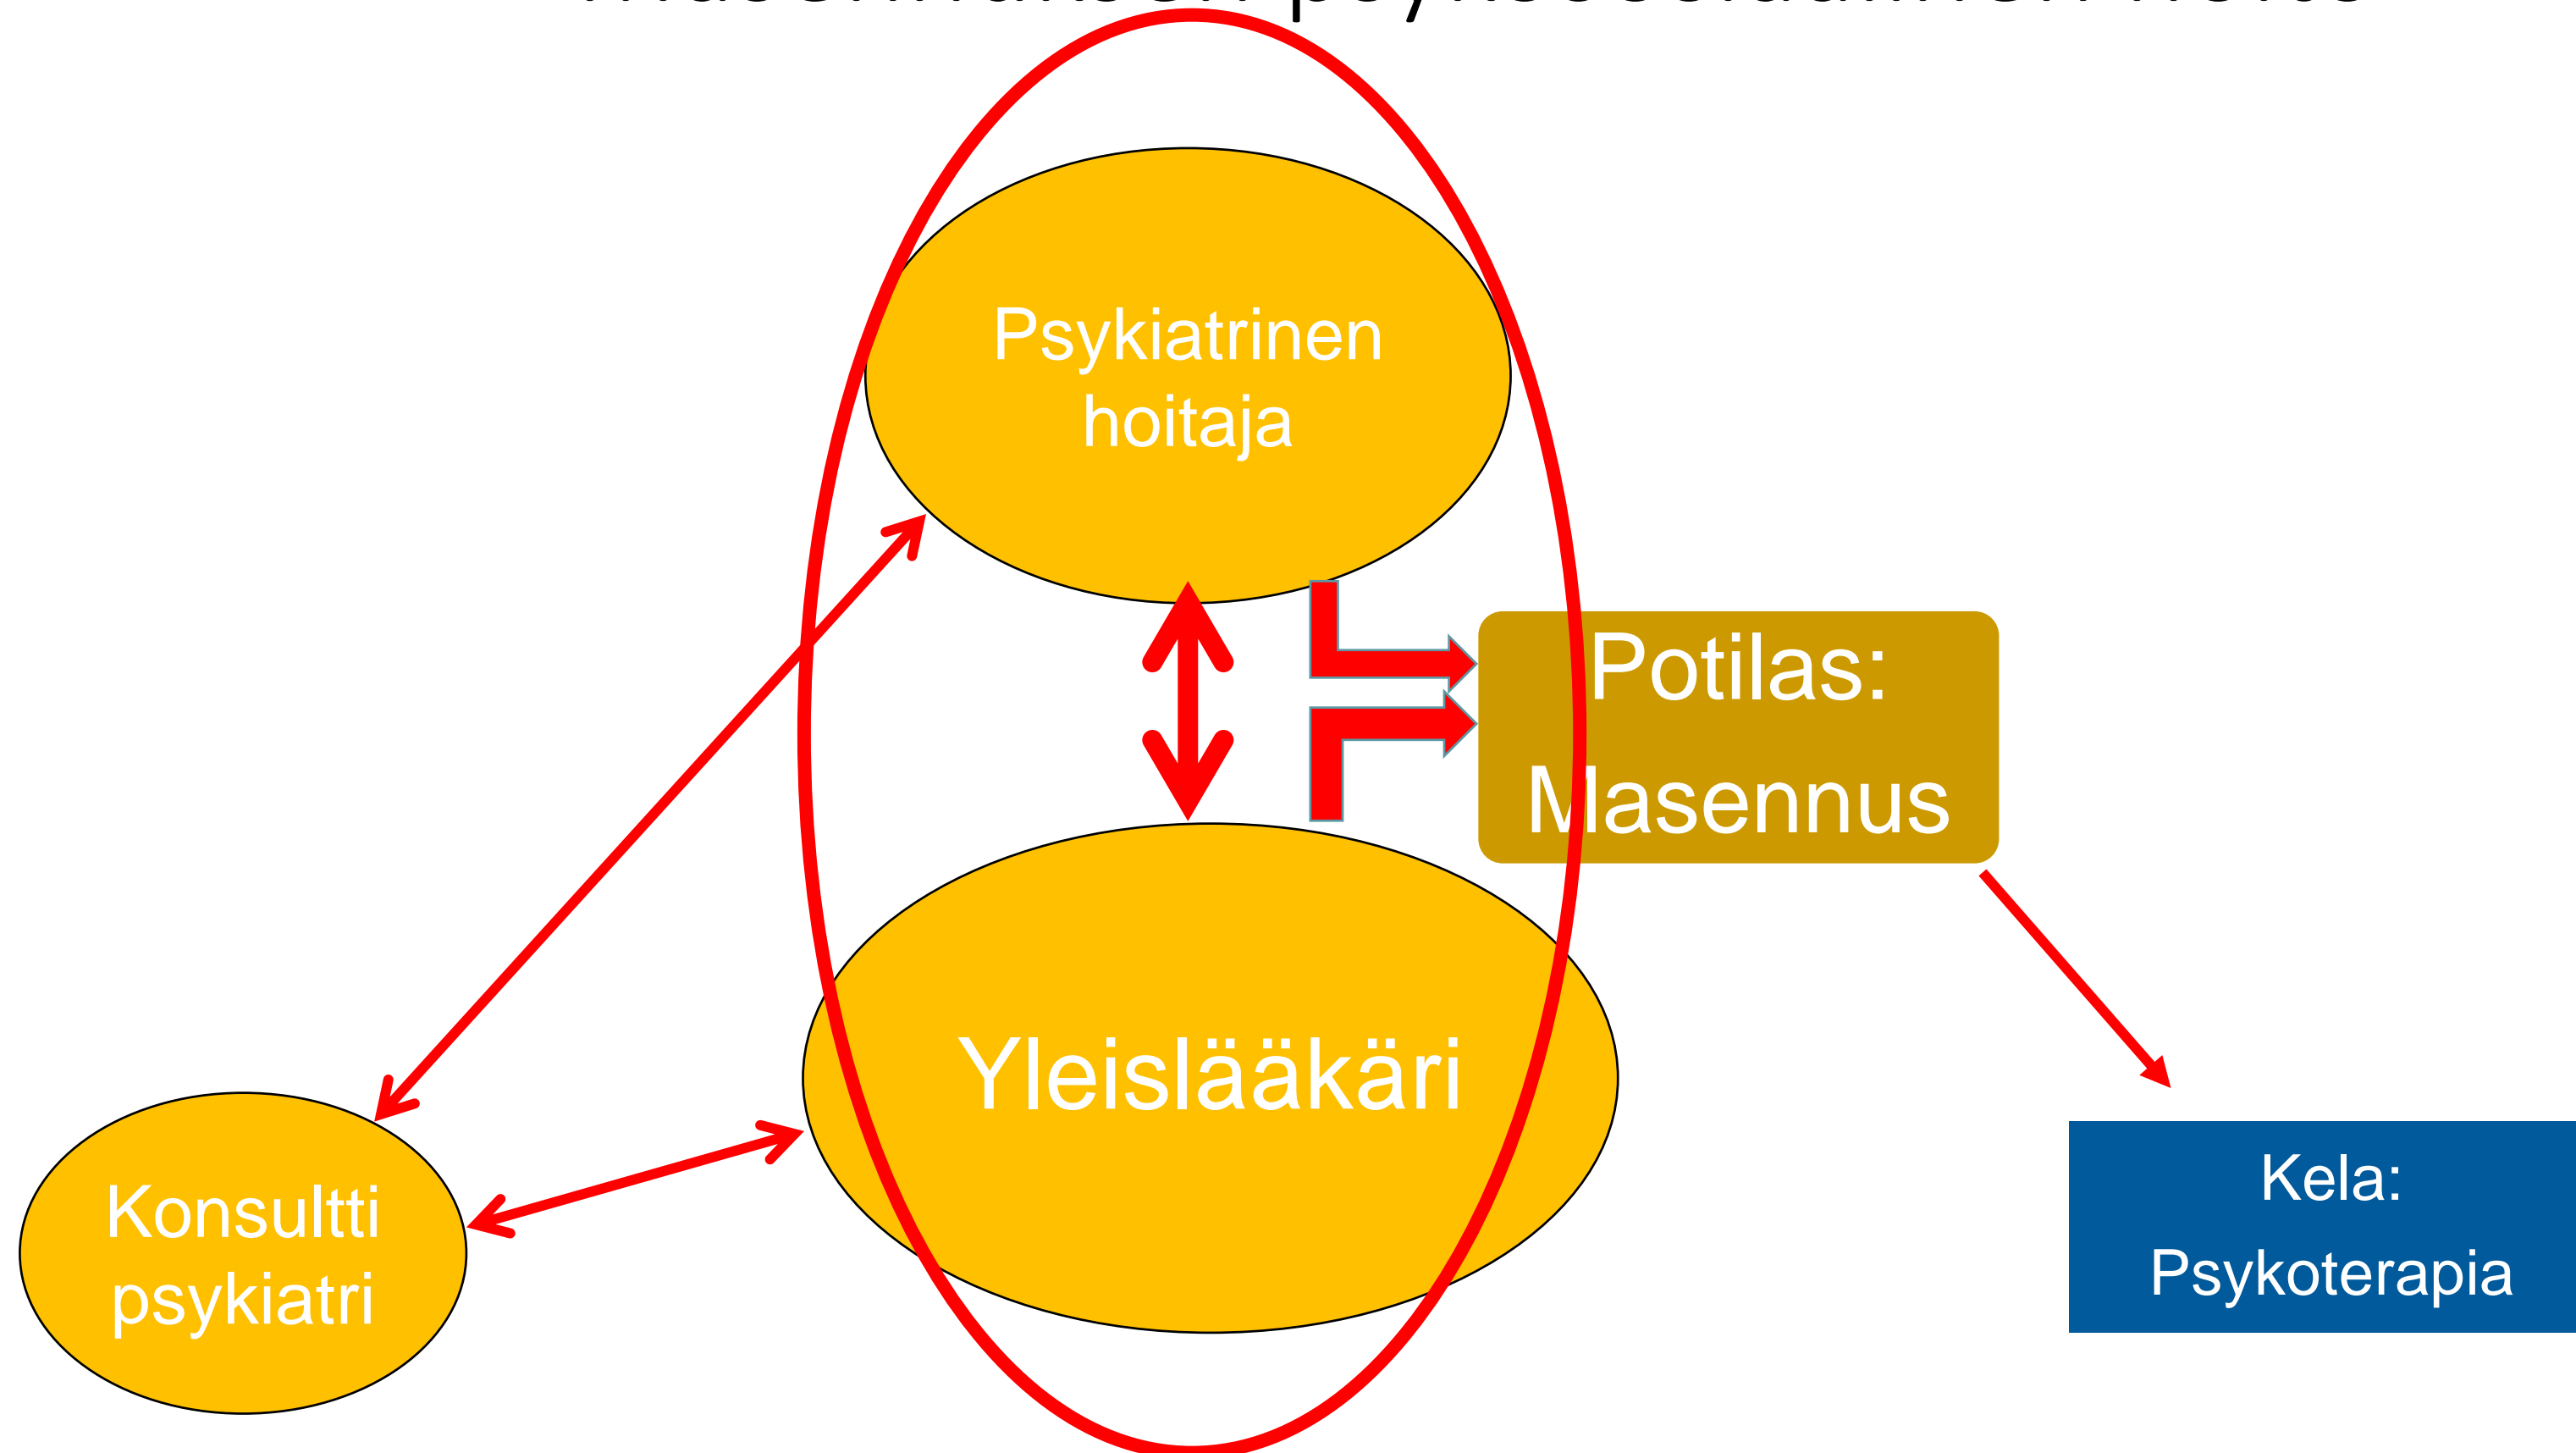 Psykiatrinen
hoitaja
Potilas:
Masennus
Yleislääkäri
Konsultti
psykiatri
Kela:
Psykoterapia